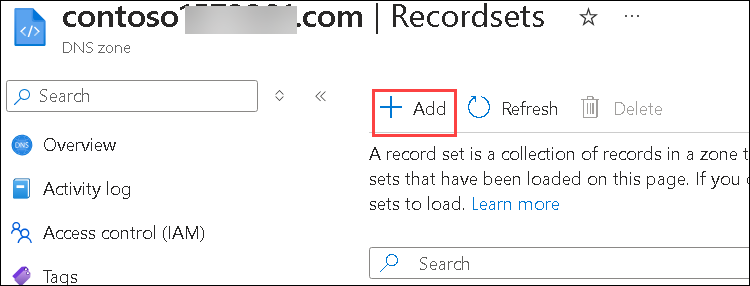 contoso .com | Recordsets
DNS zone
Search
Add
Refresh
Delete
DNS
Overview
Activity log
Access control (IAM)
Tags
A record set is a collection of records in a zone t
sets that have been loaded on this page. If you
sets to load. Learn more
Search